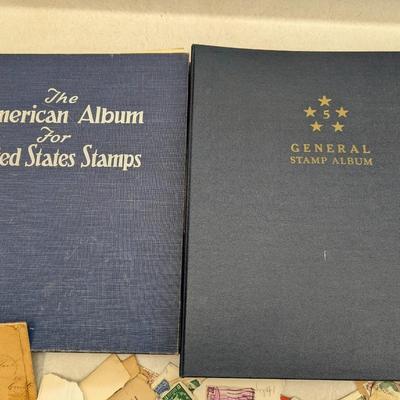 The
merican Album
For
ed States Stamps
5
GENERAL
STAMP ALBUM